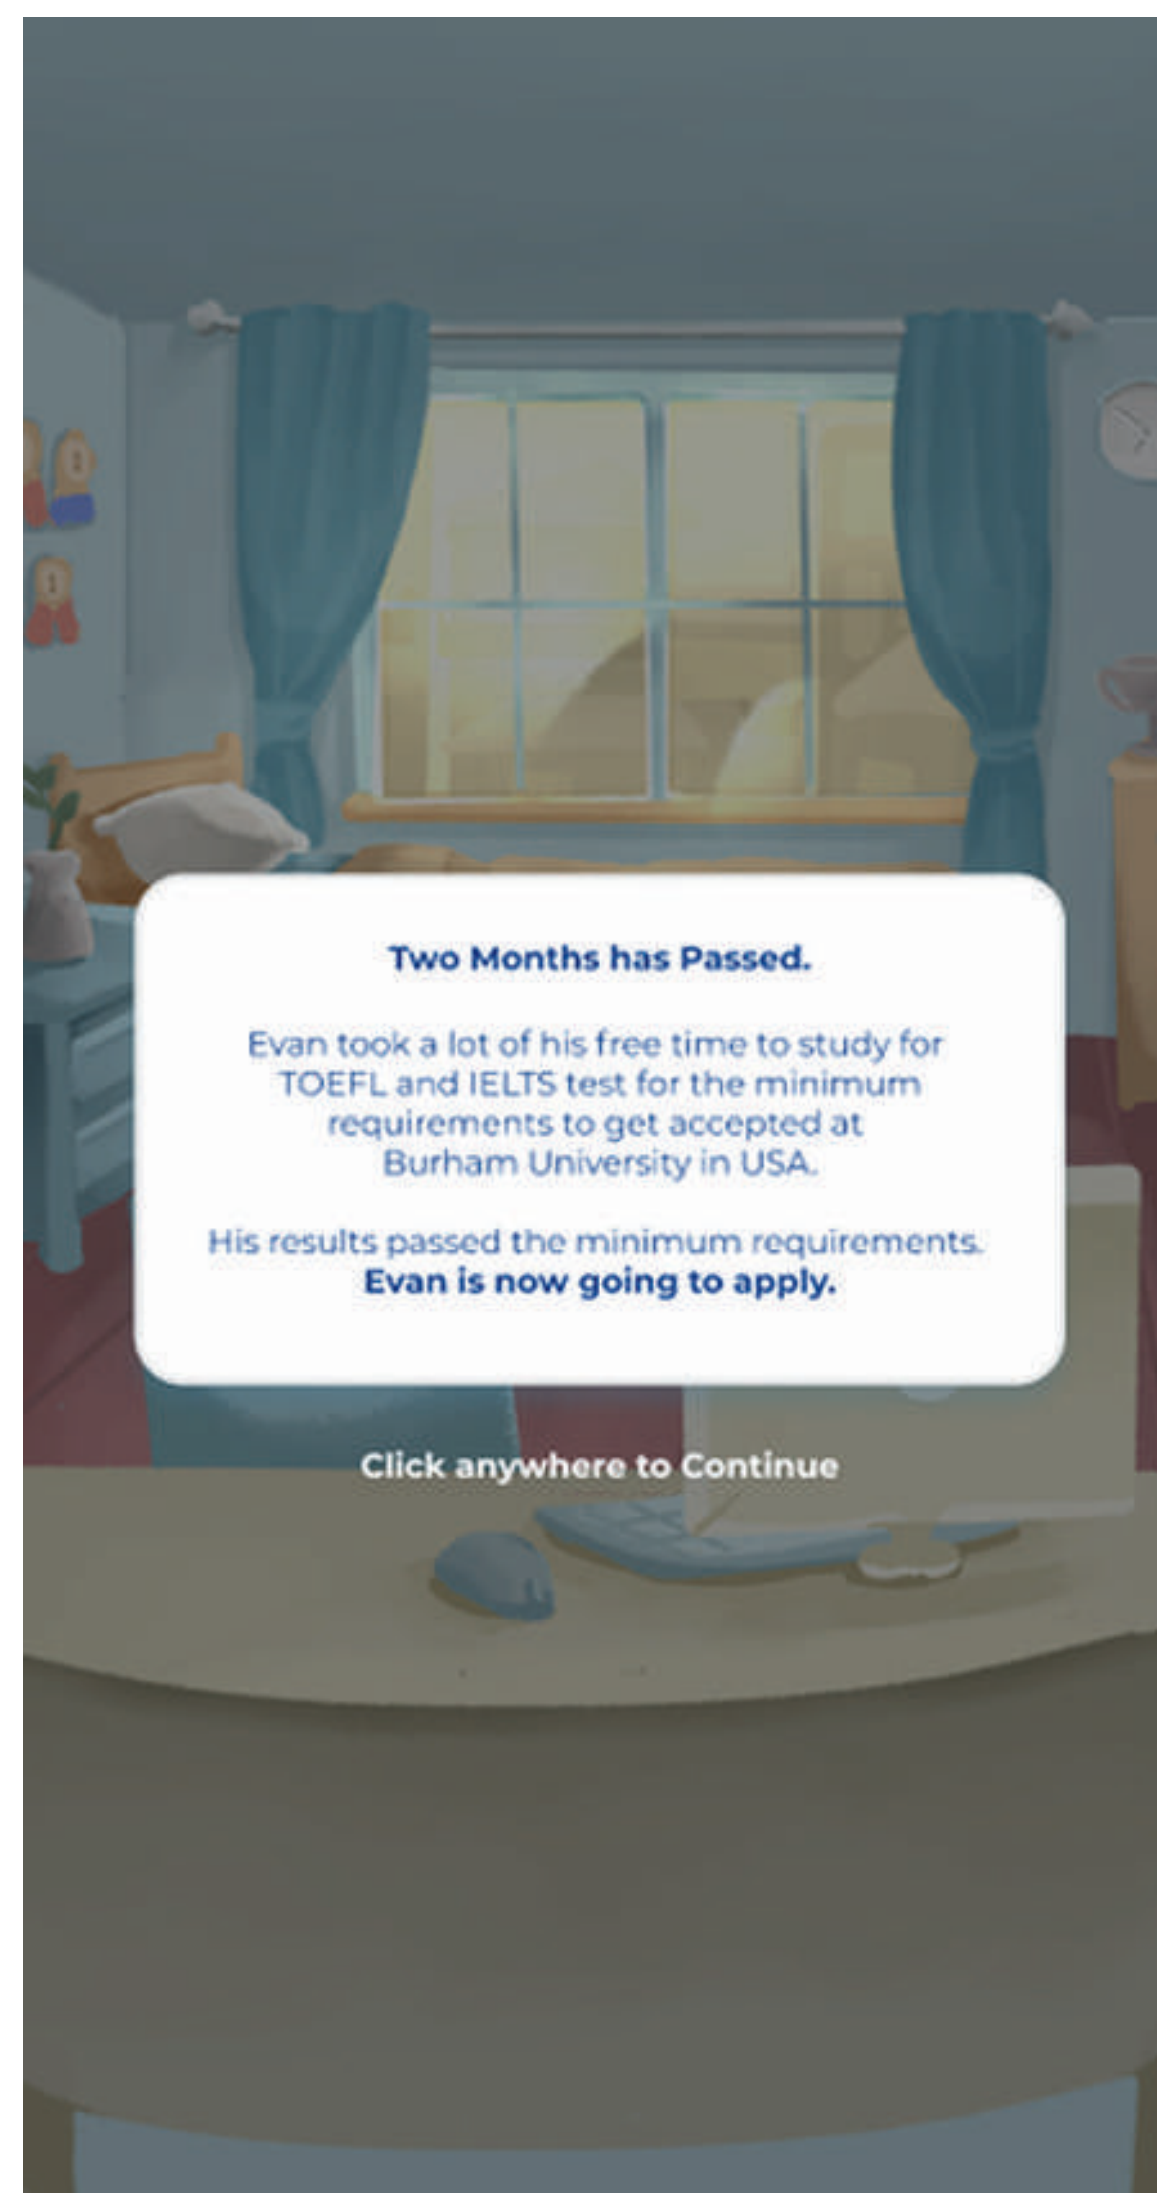 Two Months has Passed.
Evan took a lot of his free time to study for
TOEFL and IELTS test for the minimum
requirements to get accepted at
Burham University in USA.
His results passed the minimum requirements.
Evan is now going to apply.
Click anywhere to Continue